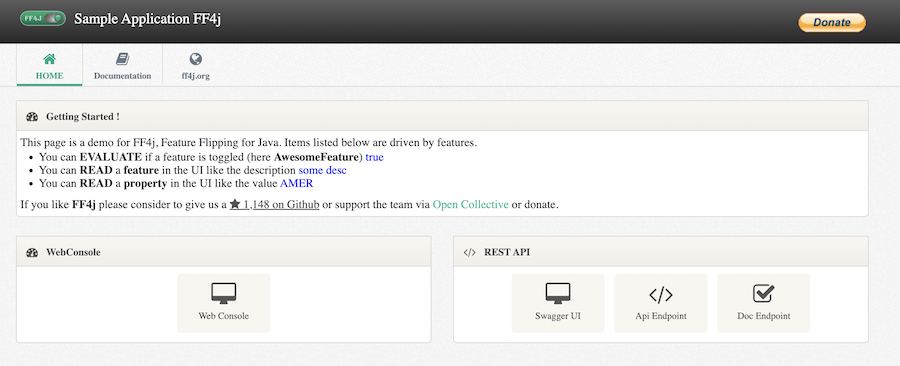 FF4J Sample Application FF4j
Donate
HOME
Documentation
ff4j.org
Getting Started !
This page is a demo for FF4j, Feature Flipping for Java. Items listed below are driven by features.
You can EVALUATE if a feature is toggled (here AwesomeFeature) true
You can READ a feature in the UI like the description some desc
You can READ a property in the UI like the value AMER
If you like FF4j please consider to give us a ★ 1,148 on Github or support the team via Open Collective or donate.
WebConsole
Web Console
</> REST API
Swagger UI
</>
Api Endpoint
Doc Endpoint